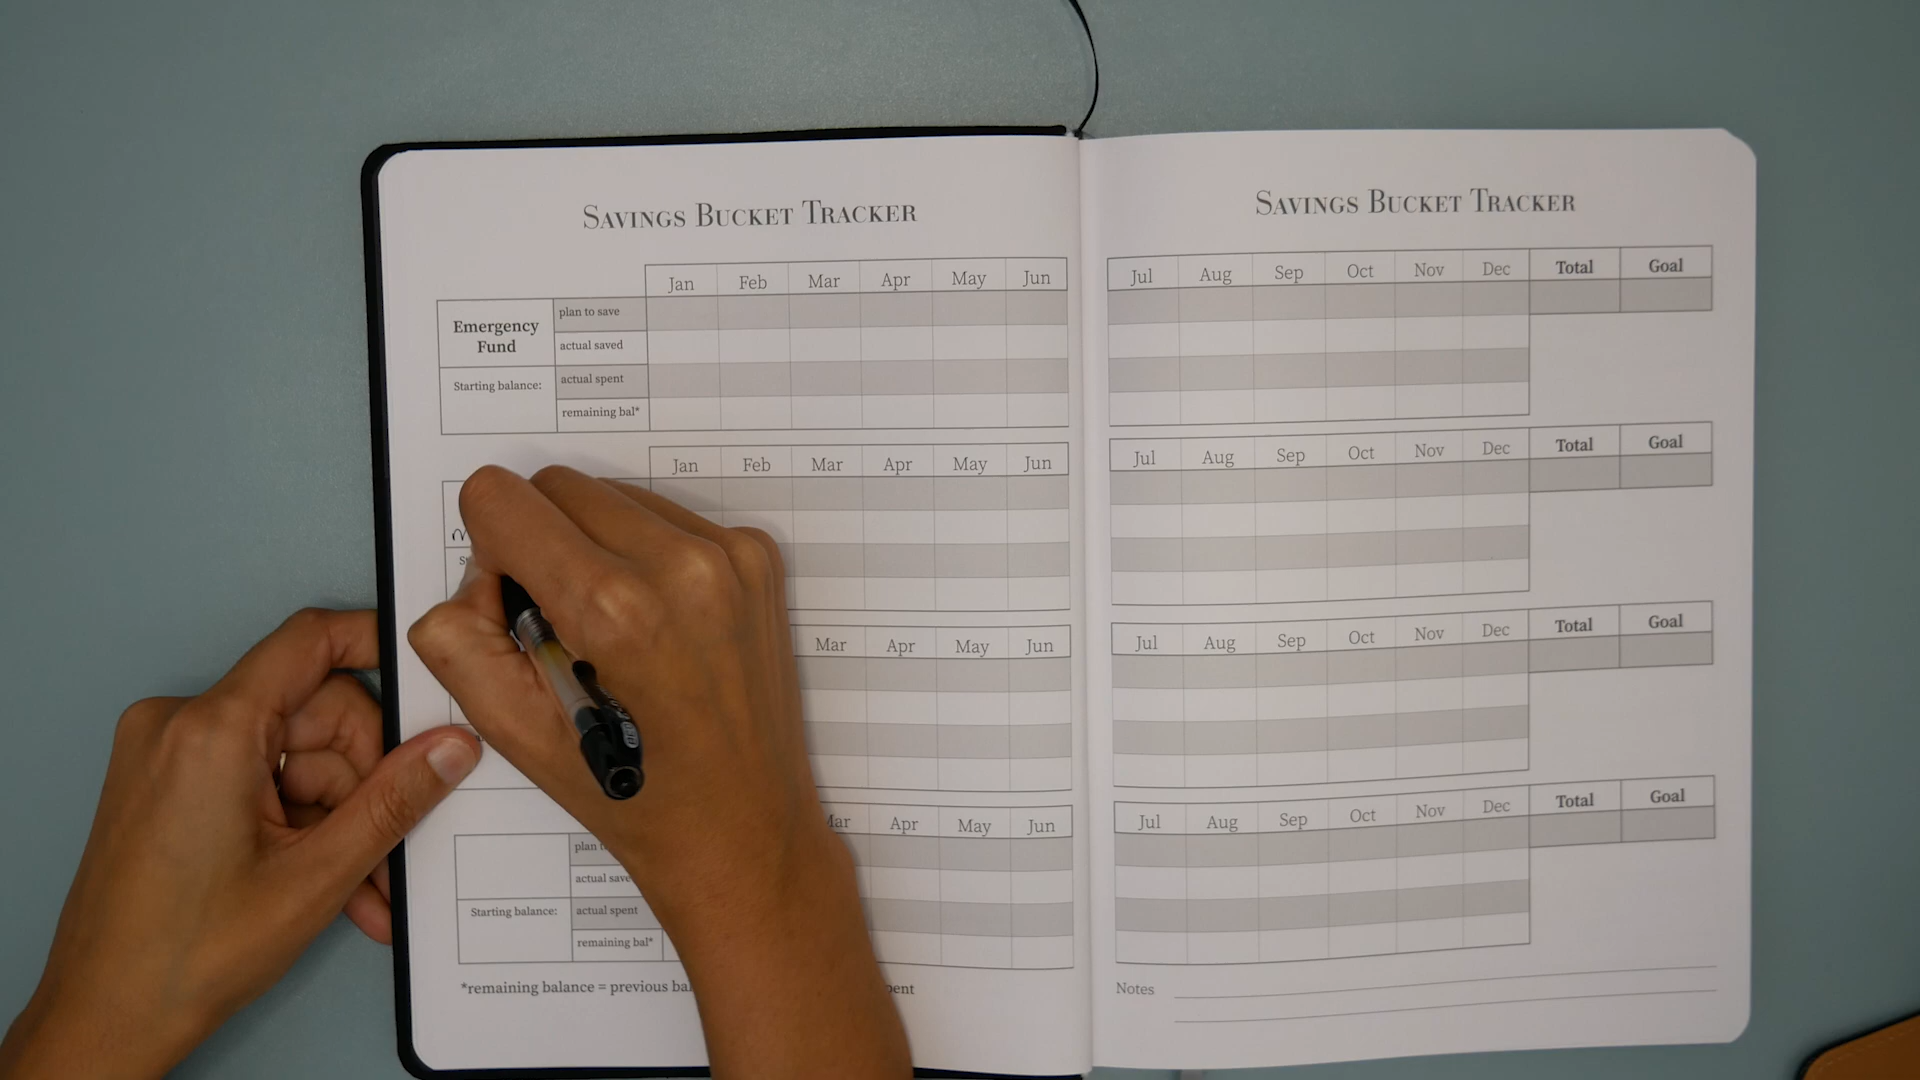 SAVINGS BUCKET TRACKER
Jan Feb Mar Apr May Jun
Emergency Fund
plan to save
actual saved
Starting balance:
actual spent
remaining bal*
Jan Feb Mar Apr May Jun
Mar Apr May Jun
Apr May Jun
plan
actual
Starting balance:
actual spent
remaining bal*
*remaining balance = previous
SAVINGS BUCKET TRACKER
Jul Aug Sep Oct Nov Dec Total Goal
Jul Aug Sep Oct Nov Dec Total Goal
Jul Aug Sep Oct Nov Dec Total Goal
Jul Aug Sep Oct Nov Dec Total Goal
Notes